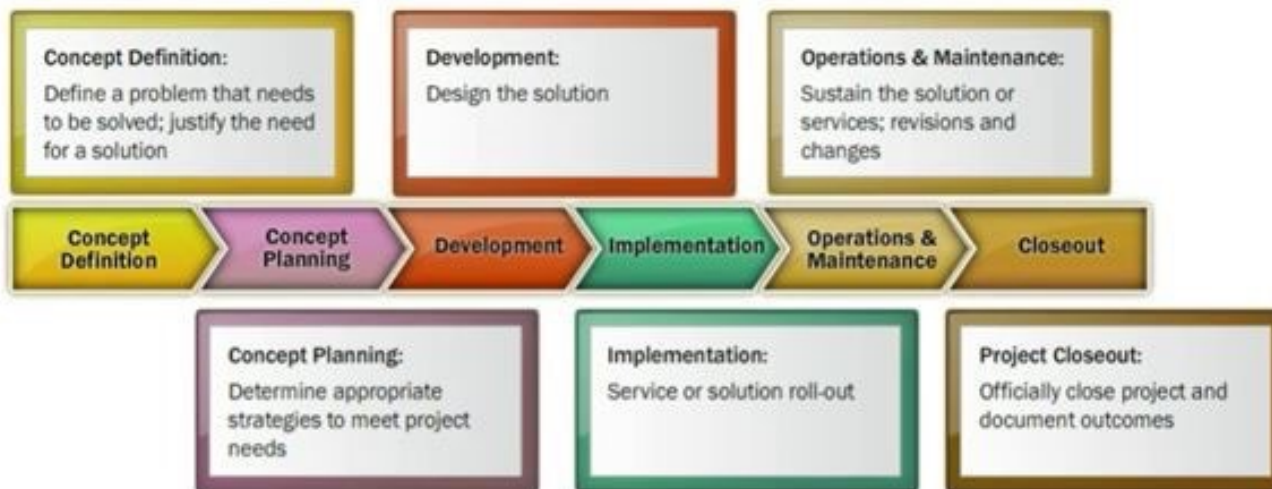 Concept Definition:
Define a problem that needs
to be solved; justify the need
for a solution
Development:
Design the solution
Operations & Maintenance:
Sustain the solution or
services; revisions and
changes
Concept
Definition
Concept
Planning
Development
Implementation
Operations &
Maintenance
Closeout
Concept Planning:
Determine appropriate
strategies to meet project
needs
Implementation:
Service or solution roll-out
Project Closeout:
Officially close project and
document outcomes